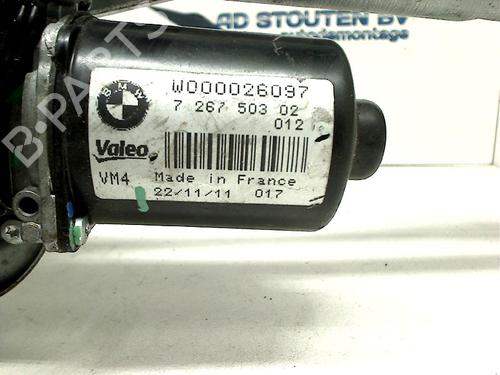 AD STOUTEN BV
autodemontage
B-PARTS
BMW
W000026097
7 267 503 02
012
Valeo
VM4 Made in France
22/11/11 017